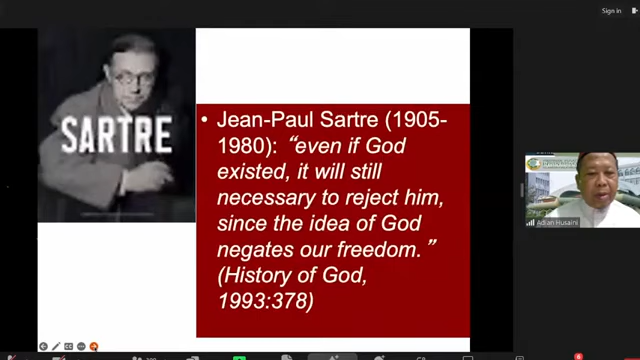 Sign in
SARTRE
• Jean-Paul Sartre (1905-
1980): “even if God
existed, it will still
necessary to reject him,
since the idea of God
negates our freedom.”
(History of God,
1993:378)
Adian Husaini